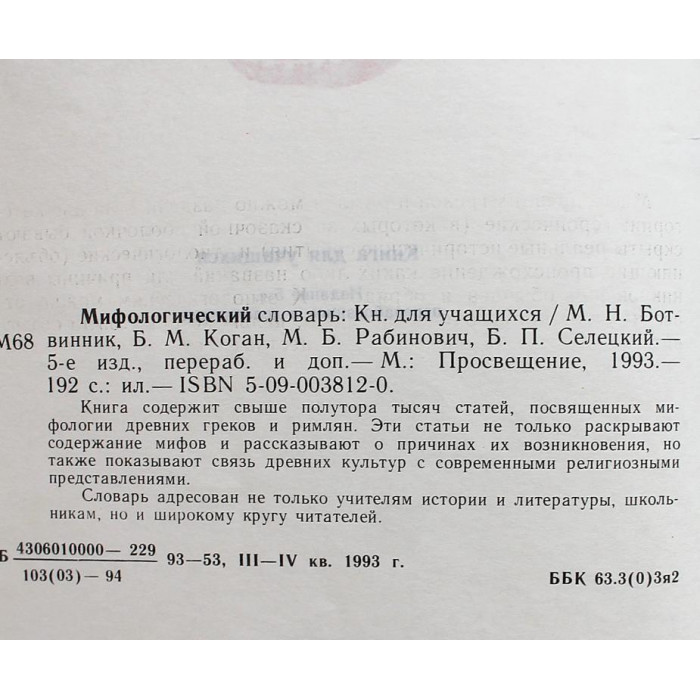 Мифологический словарь: Кн. для учащихся / М. Н. Бот-
М68 винник, Б. М. Коган, М. Б. Рабинович, Б. П. Селецкий.—
5-е изд., перераб. и доп.— М.: Просвещение, 1993.—
192 с.: ил.— ISBN 5-09-003812-0.
Книга содержит свыше полутора тысяч статей, посвященных ми-
фологии древних греков и римлян. Эти статьи не только раскрывают
содержание мифов и рассказывают о причинах их возникновения, но
также показывают связь древних культур с современными религиозными
представлениями.
Словарь адресован не только учителям истории и литературы, школь-
никам, но и широкому кругу читателей.
Б 4306010000— 229
103(03)— 94
93—53, III—IV кв. 1993 г.
ББК 63.3(0)3я2